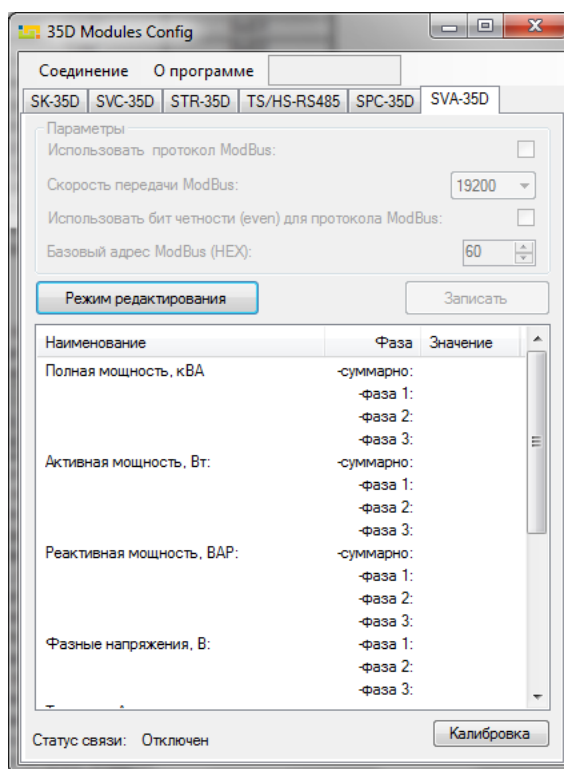 35D Modules Config
Соединение О программе
SK-35D SVC-35D STR-35D TS/HS-RS485 SPC-35D SVA-35D
Параметры
Использовать протокол ModBus:
Скорость передачи ModBus: 19200
Использовать бит четности (even) для протокола ModBus:
Базовый адрес ModBus (HEX): 60
Режим редактирования Записать
Наименование Фаза Значение
Полная мощность, кВА -суммарно:
-фаза 1:
-фаза 2:
-фаза 3:
Активная мощность, Вт: -суммарно:
-фаза 1:
-фаза 2:
-фаза 3:
Реактивная мощность, ВАР: -суммарно:
-фаза 1:
-фаза 2:
-фаза 3:
Фазные напряжения, В: -фаза 1:
-фаза 2:
-фаза 3:
Статус связи: Отключен Калибровка